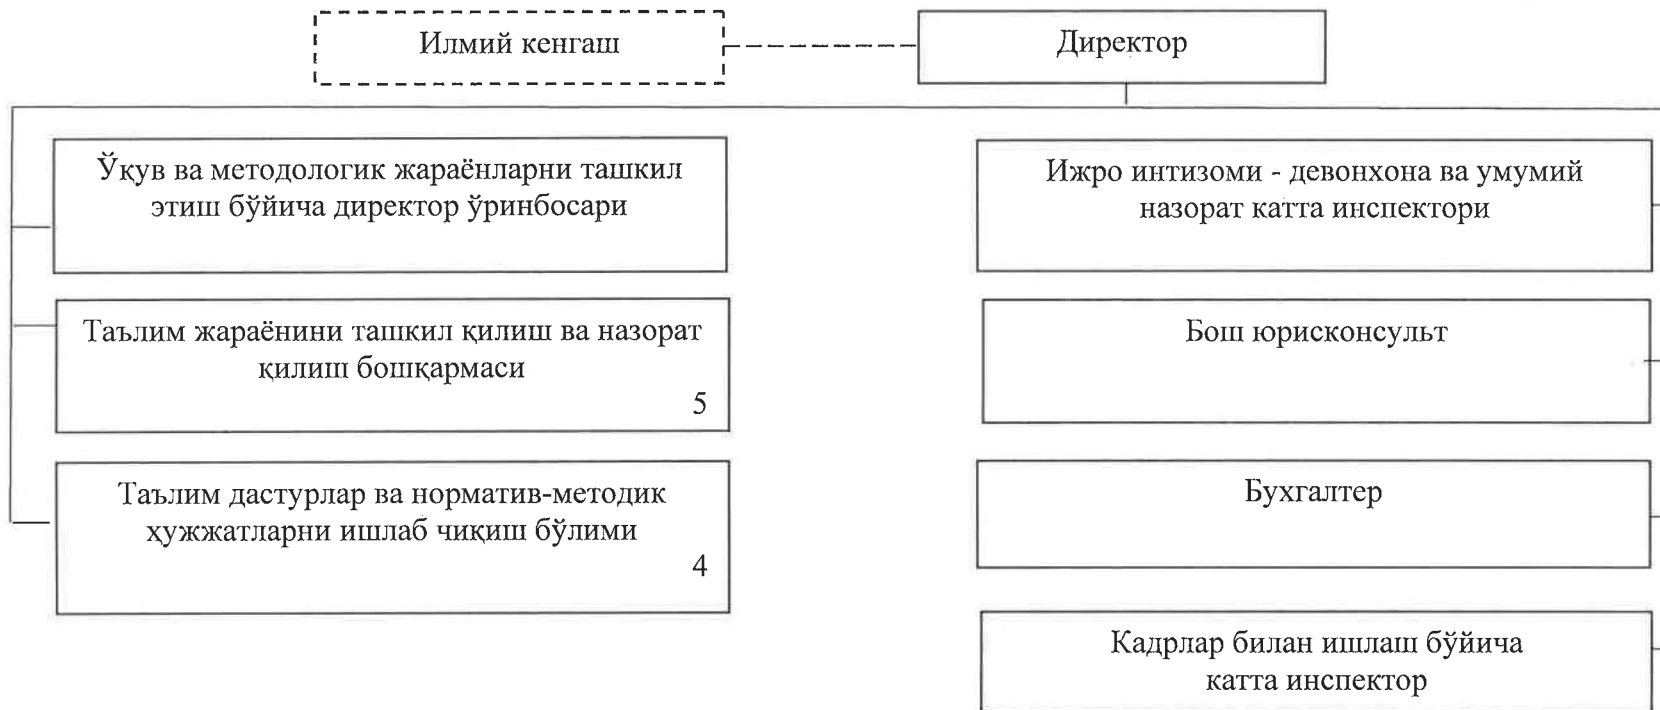 Илмий кенгаш
Директор
Ўқув ва методологик жараёнларни ташкил
этиш бўйича директор ўринбосари
Таълим жараёнини ташкил қилиш ва назорат
қилиш бошқармаси
5
Таълим дастурлар ва норматив-методик
ҳужжатларни ишлаб чиқиш бўлими
4
Ижро интизоми - девонхона ва умумий
назорат катта инспектори
Бош юрисконсульт
Бухгалтер
Кадрлар билан ишлаш бўйича
катта инспектор